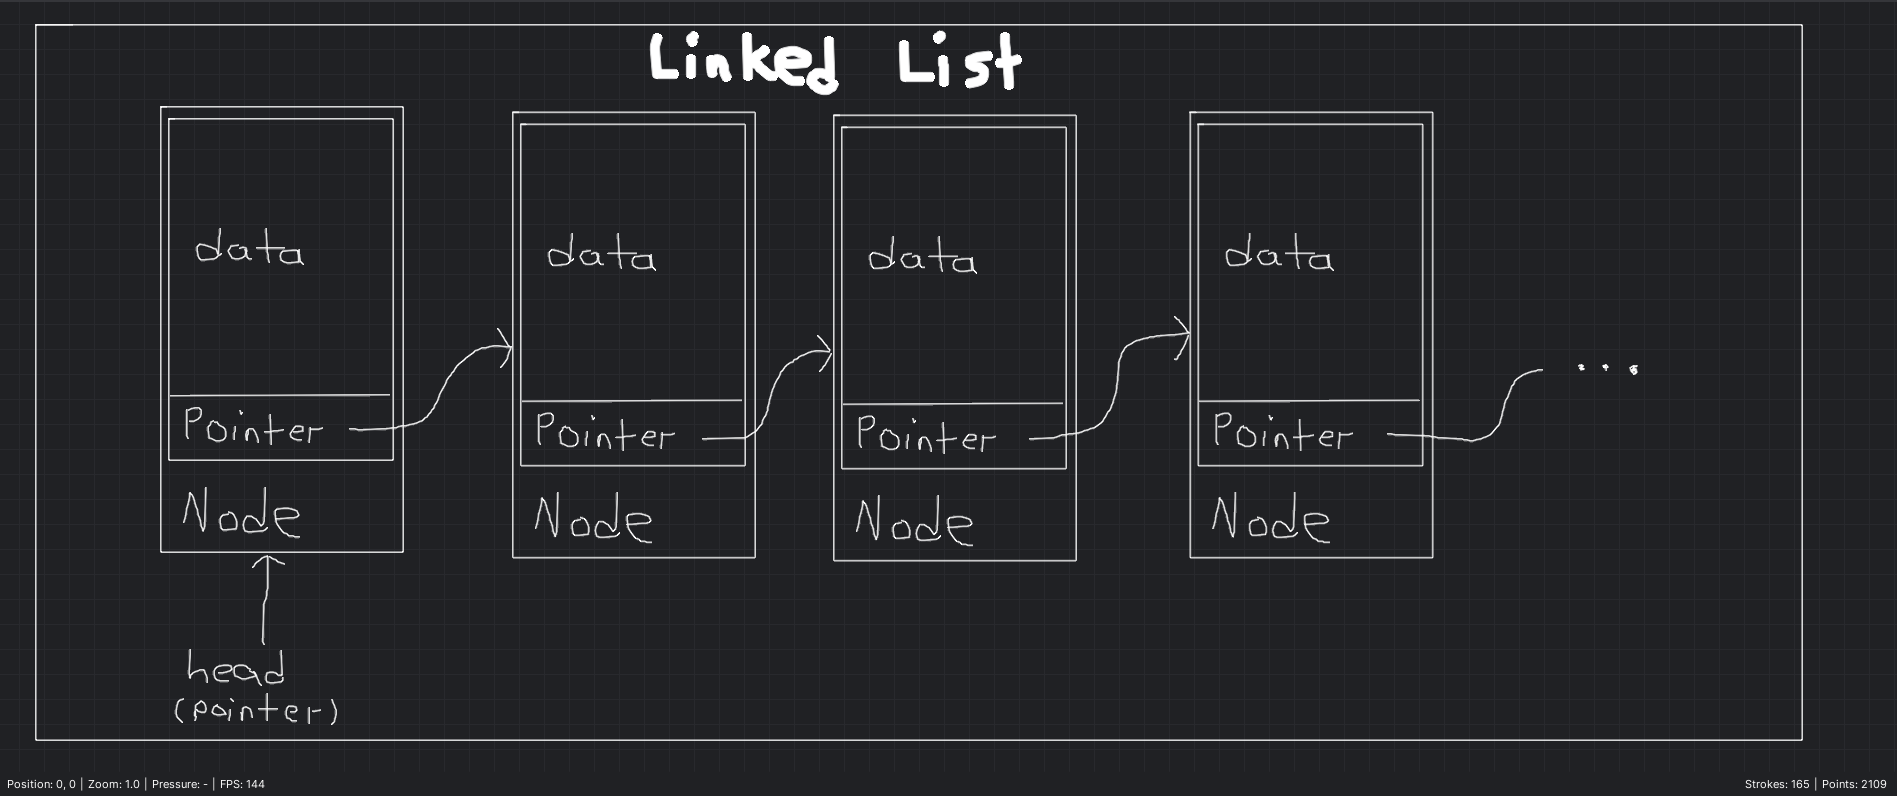 Linked List
data
data
data
data
Pointer
Pointer
Pointer
Pointer
...
Node
Node
Node
Node
head
(pointer)
Position: 0, 0 | Zoom: 1.0 | Pressure: - | FPS: 144
Strokes: 165 | Points: 2109